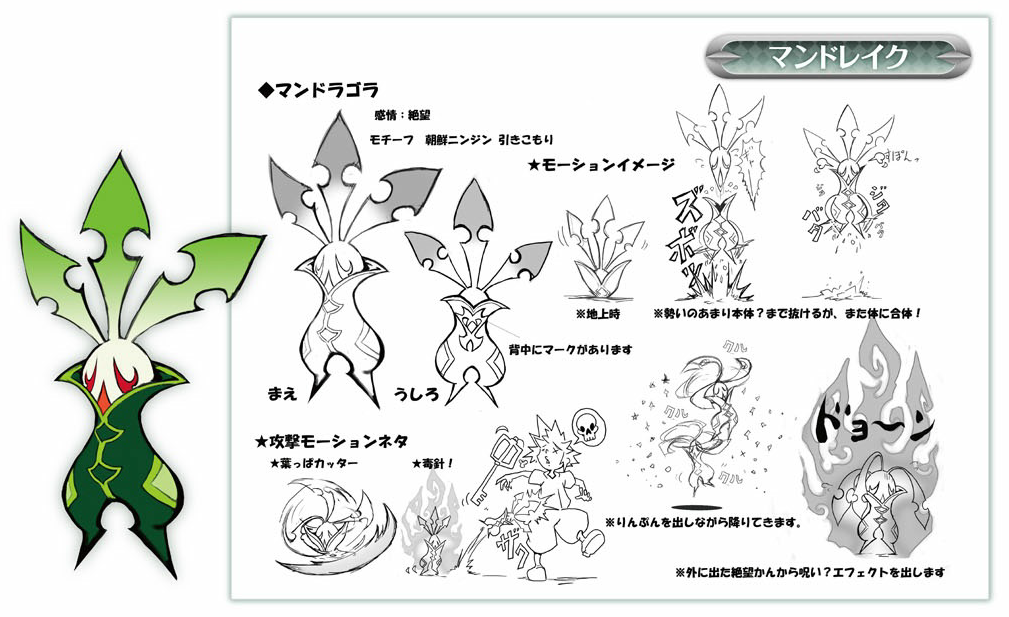 マンドレイク
◆マンドラゴラ
感情：絶望
モチーフ　朝鮮ニンジン 引きこもり
★モーションイメージ
すぽんっ
ズボッ
ジタ
バタ
※地上時
※勢いのあまり本体？まで抜けるが、また体に合体！
背中にマークがあります
まえ
うしろ
クル
クル
クル
ドョ〜ン
★攻撃モーションネタ
★葉っぱカッター
★毒針！
ザクッ
※りんぷんを出しながら降りてきます。
※外に出た絶望かんから呪い？エフェクトを出します